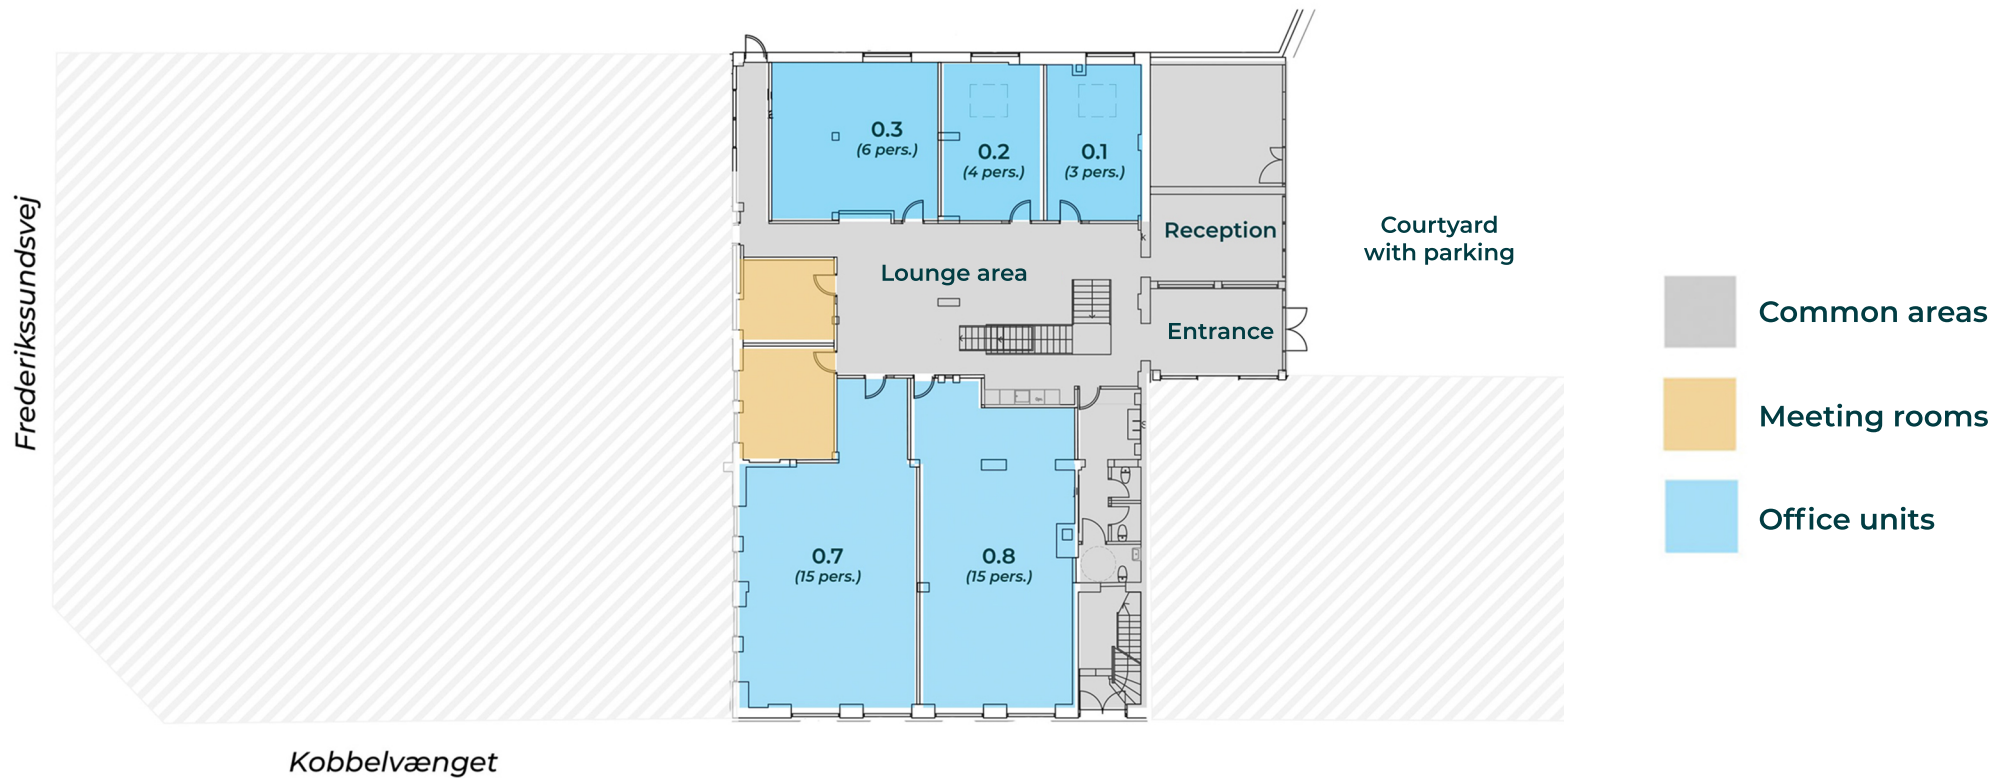 Frederikssundsvej
0.3
(6 pers.)
0.2
(4 pers.)
0.1
(3 pers.)
Reception
Courtyard
with parking
Lounge area
Entrance
Common areas
Meeting rooms
Office units
0.7
(15 pers.)
0.8
(15 pers.)
Kobbelvænget